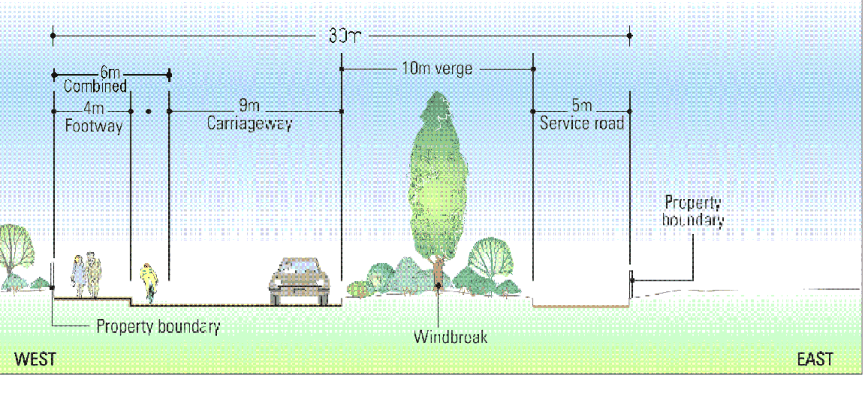 30m
6m
Combined
10m verge
4m
Footway
9m
Carriageway
5m
Service road
Property
boundary
Property boundary
Windbreak
WEST
EAST